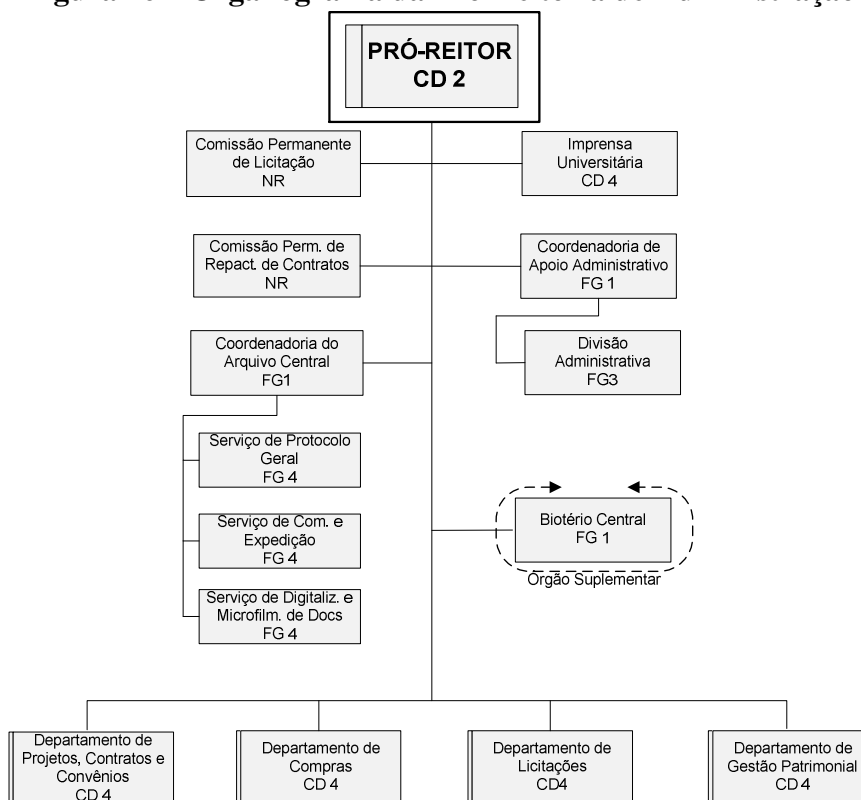 PRÓ-REITOR
CD 2
Comissão Permanente
de Licitação
NR
Imprensa
Universitária
CD 4
Comissão Perm. de
Repact. de Contratos
NR
Coordenadoria de
Apoio Administrativo
FG 1
Coordenadoria do
Arquivo Central
FG1
Divisão
Administrativa
FG3
Serviço de Protocolo
Geral
FG 4
Serviço de Com. e
Expedição
FG 4
Serviço de Digitaliz. e
Microfilm. de Docs
FG 4
Biotério Central
FG 1
Órgão Suplementar
Departamento de
Projetos, Contratos e
Convênios
CD 4
Departamento de
Compras
CD 4
Departamento de
Licitações
CD4
Departamento de
Gestão Patrimonial
CD 4